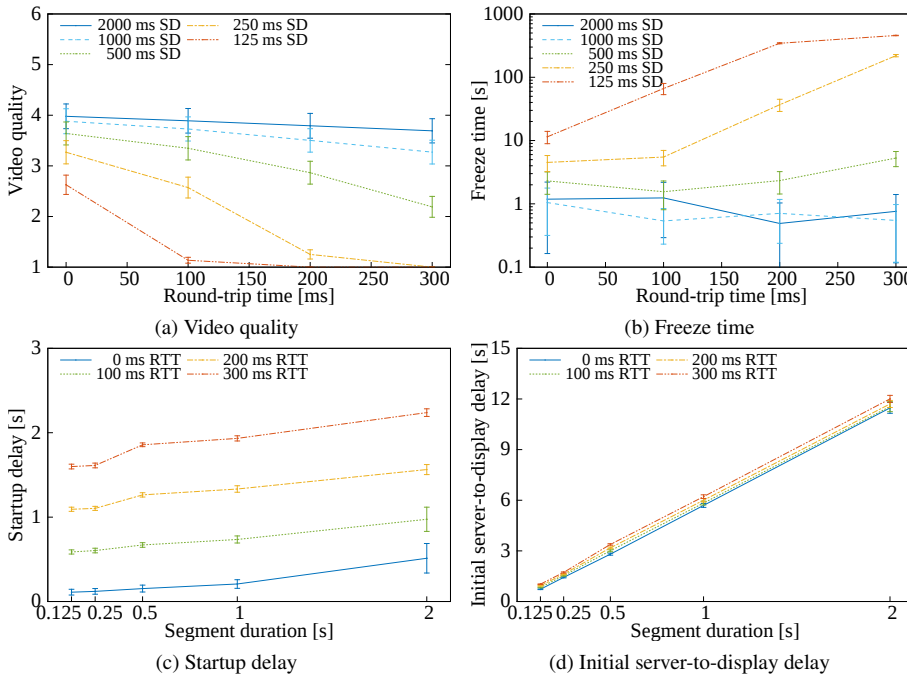 6
5
4
3
2
1
0
50
100
150
200
250
300
Video quality
Round-trip time [ms]
2000 ms SD
1000 ms SD
500 ms SD
250 ms SD
125 ms SD
(a) Video quality
1000
100
10
1
0.1
0
50
100
150
200
250
300
Freeze time [s]
Round-trip time [ms]
2000 ms SD
1000 ms SD
500 ms SD
250 ms SD
125 ms SD
(b) Freeze time
3
2
1
0
0.125
0.25
0.5
1
2
Startup delay [s]
Segment duration [s]
0 ms RTT
100 ms RTT
200 ms RTT
300 ms RTT
(c) Startup delay
15
12
9
6
3
0
0.125
0.25
0.5
1
2
Initial server-to-display delay [s]
Segment duration [s]
0 ms RTT
100 ms RTT
200 ms RTT
300 ms RTT
(d) Initial server-to-display delay